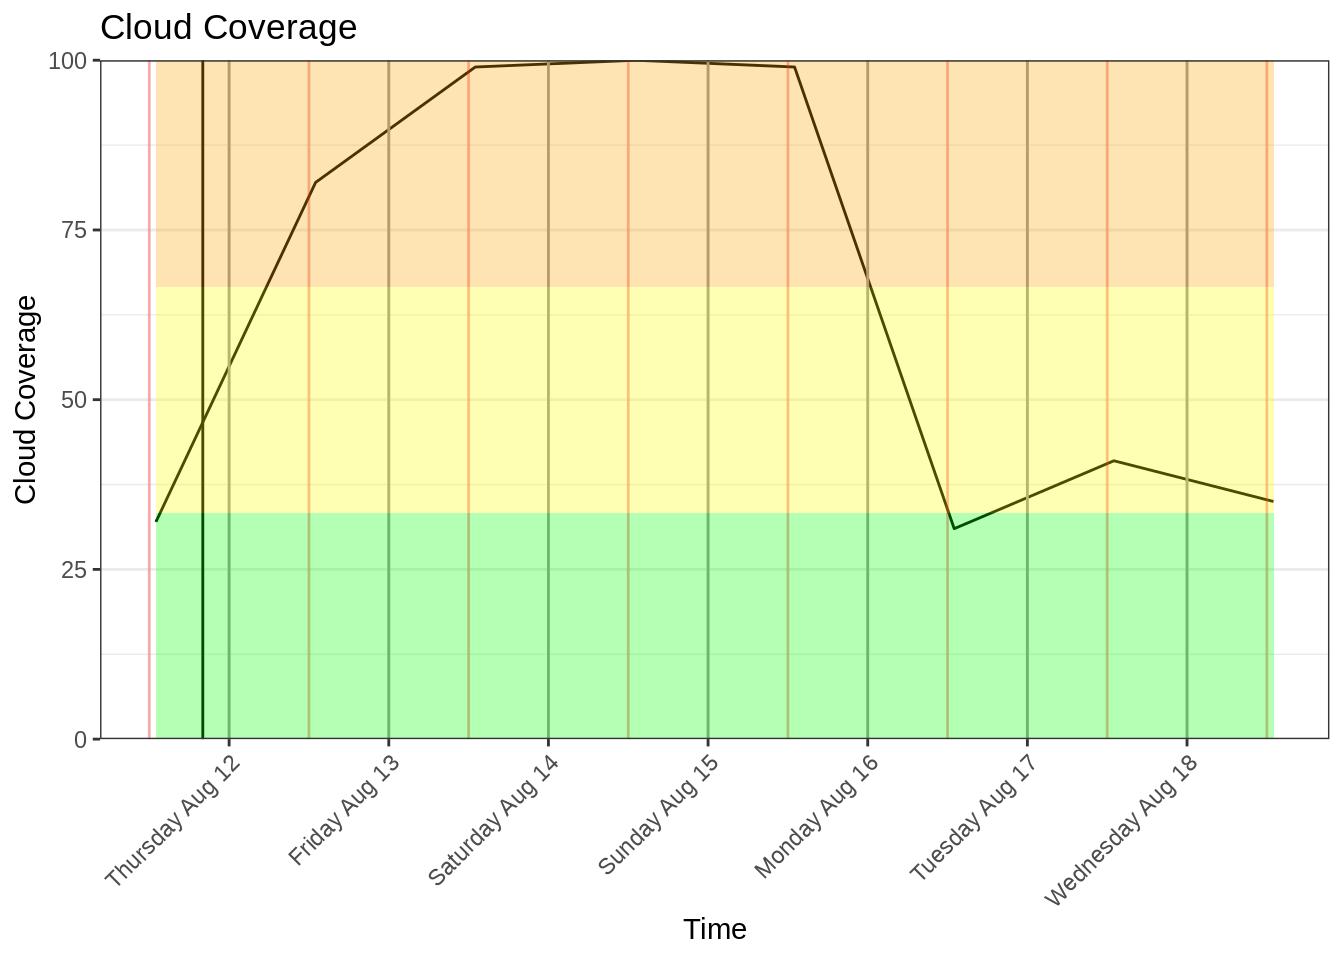 Cloud Coverage
100
75
50
25
0
Cloud Coverage
Thursday Aug 12
Friday Aug 13
Saturday Aug 14
Sunday Aug 15
Monday Aug 16
Tuesday Aug 17
Wednesday Aug 18
Time